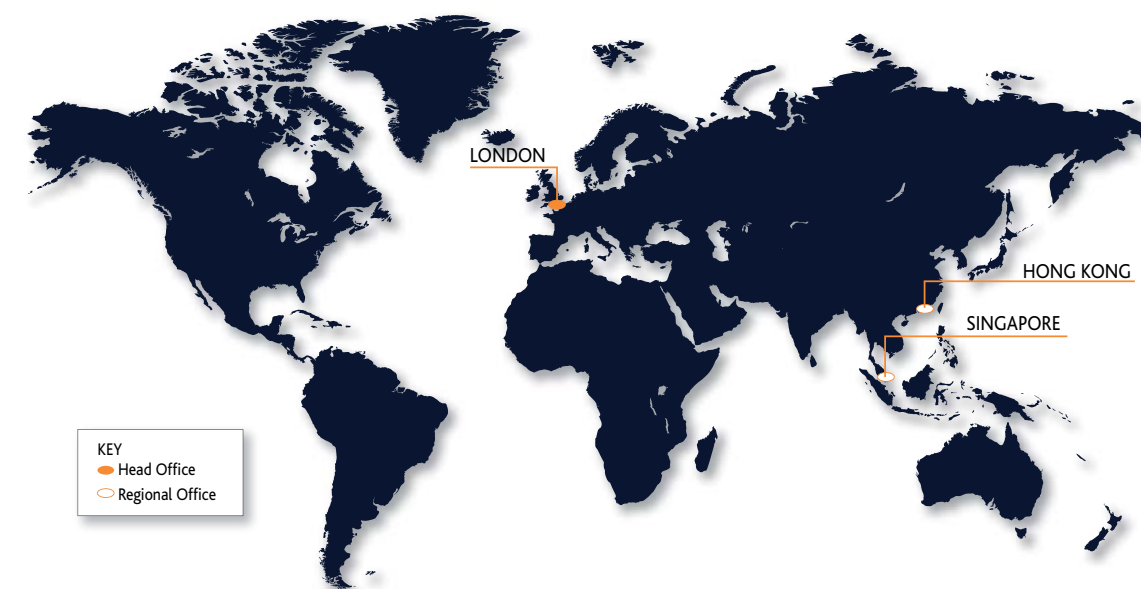 LONDON
HONG KONG
SINGAPORE
KEY
Head Office
Regional Office